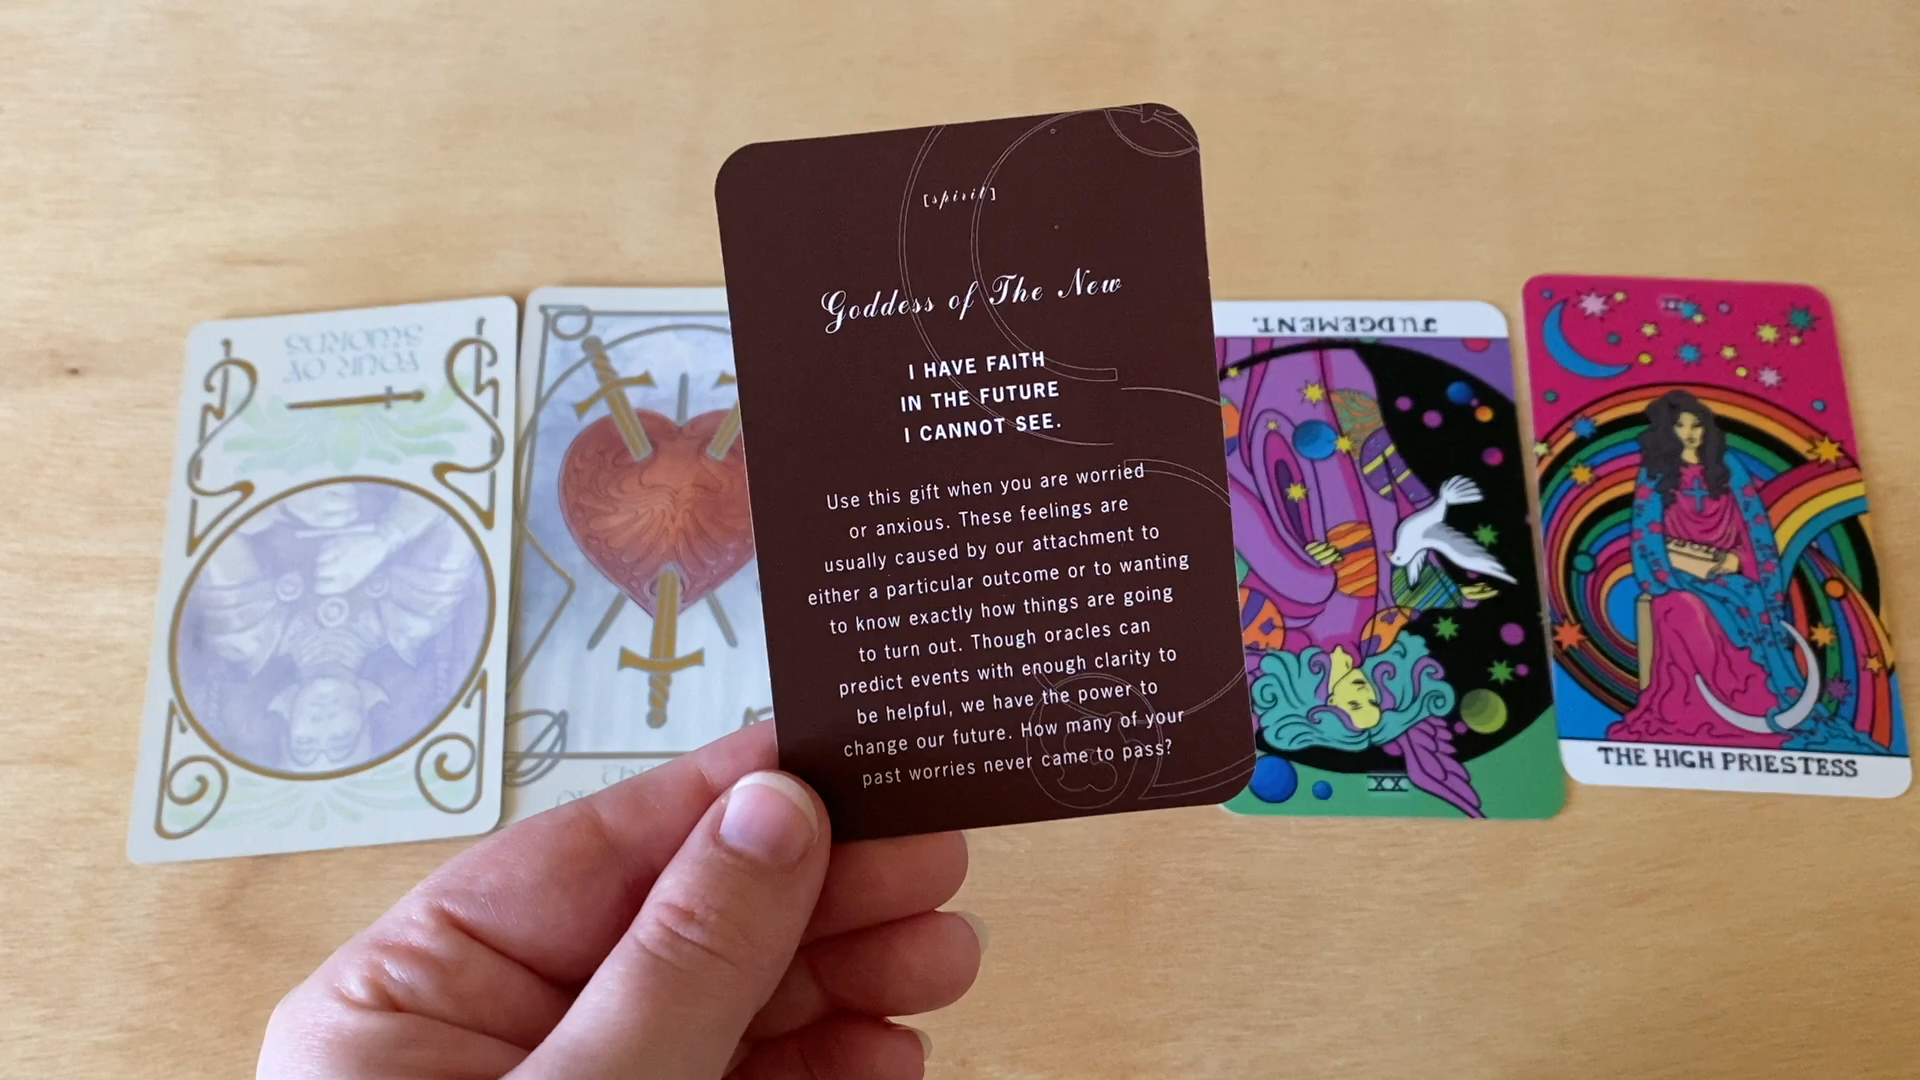 [spirit]
Goddess of The New
I HAVE FAITH
IN THE FUTURE
I CANNOT SEE.
Use this gift when you are worried
or anxious. These feelings are
usually caused by our attachment to
either a particular outcome or to wanting
to know exactly how things are going
to turn out. Though oracles can
predict events with enough clarity to
be helpful, we have the power to
change our future. How many of your
past worries never came to pass?
FOUR OF
SWORDS
JUDGEMENT.
XX
THE HIGH PRIESTESS